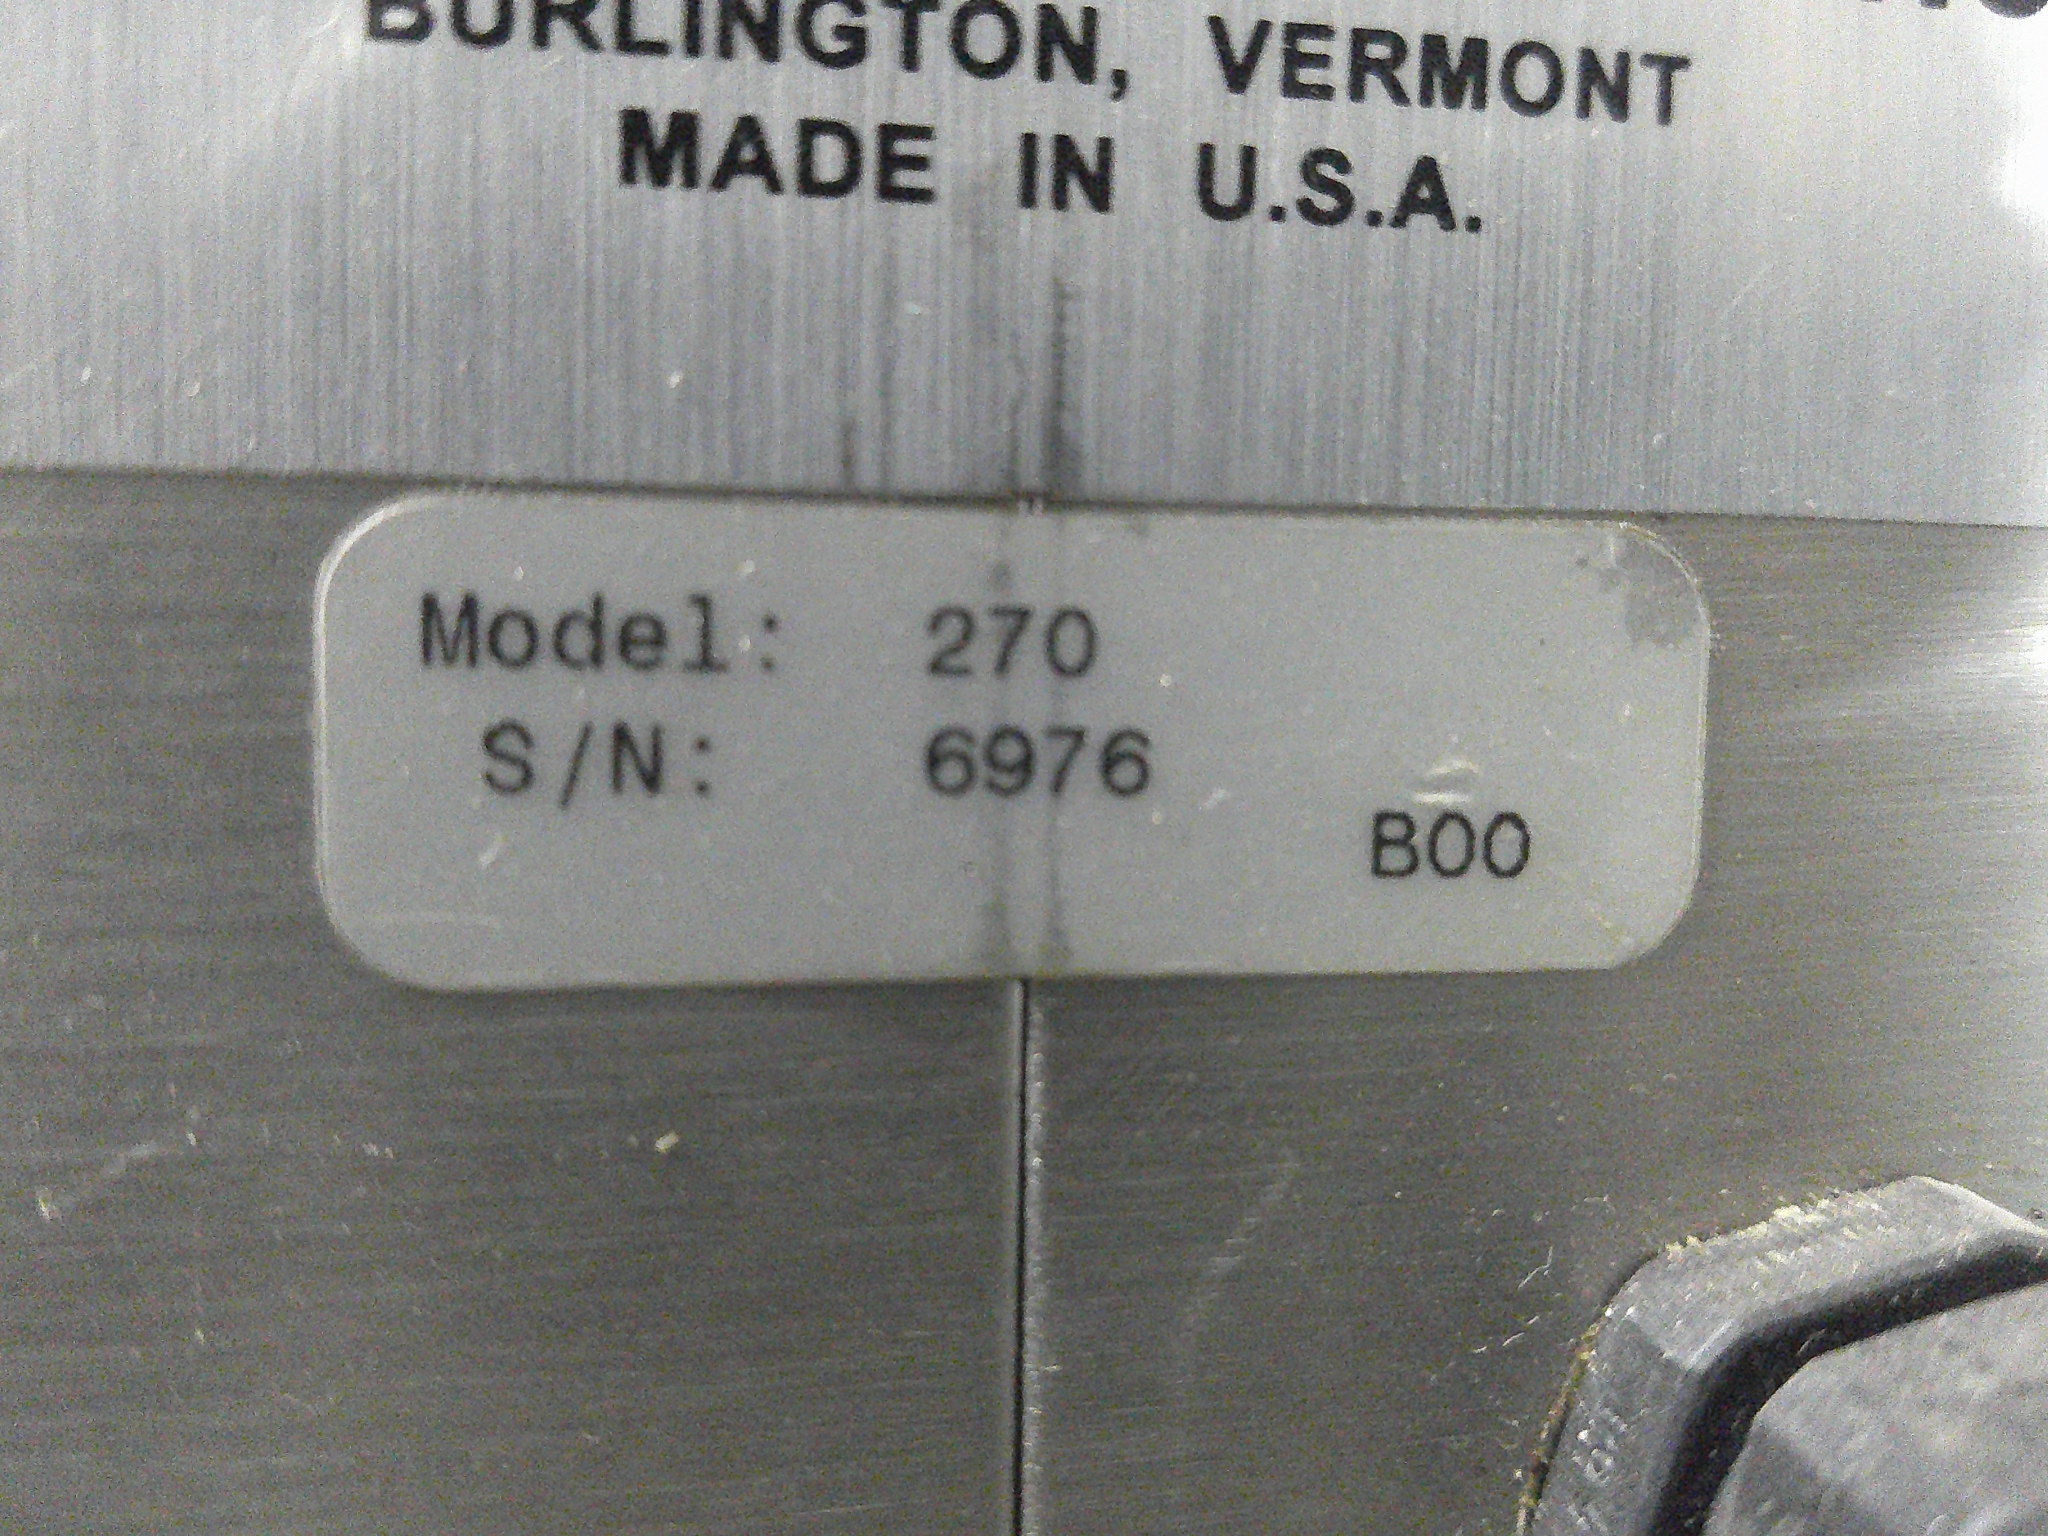 BURLINGTON, VERMONT
MADE IN U.S.A.
Model: 270
S/N: 6976
B00